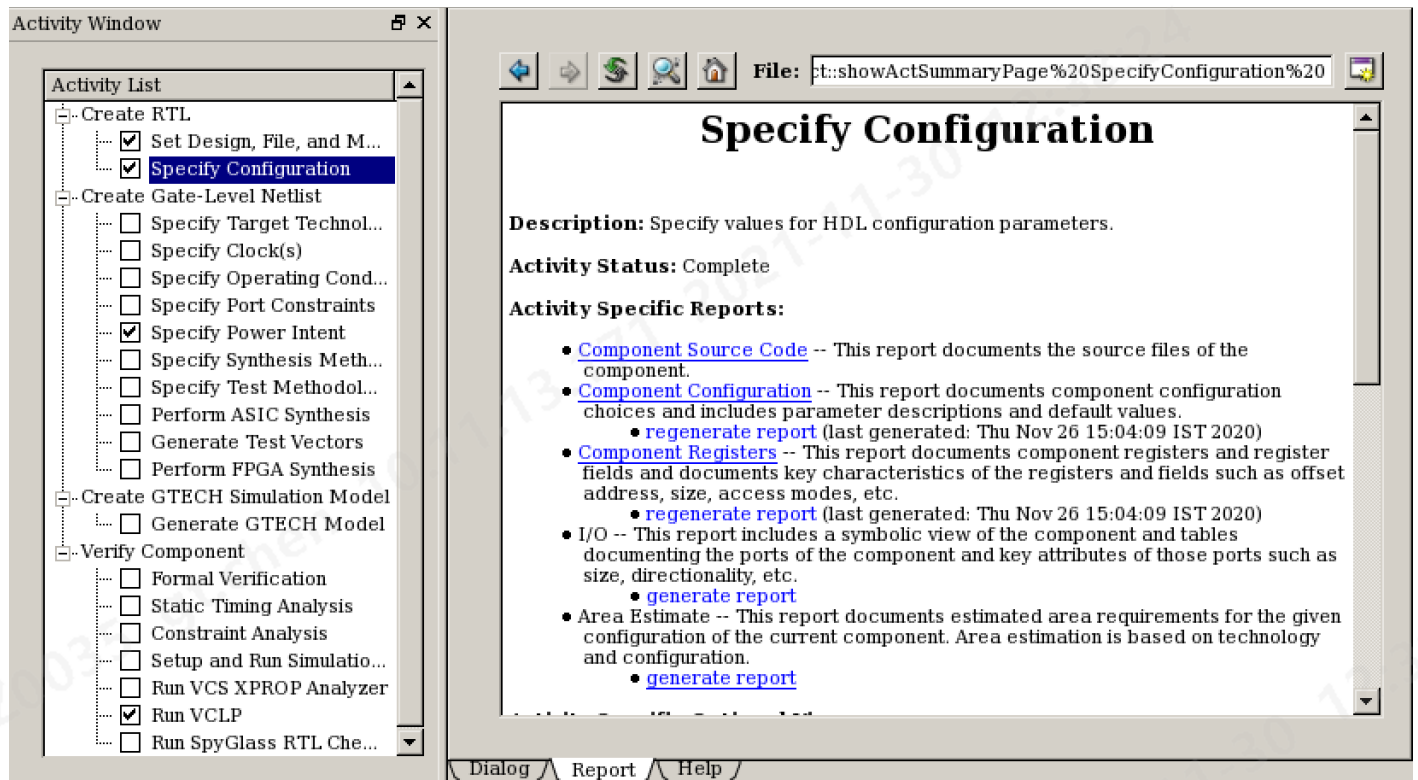 Activity Window
Activity List
Create RTL
Set Design, File, and M...
Specify Configuration
Create Gate-Level Netlist
Specify Target Technol...
Specify Clock(s)
Specify Operating Cond...
Specify Port Constraints
Specify Power Intent
Specify Synthesis Meth...
Specify Test Methodol...
Perform ASIC Synthesis
Generate Test Vectors
Perform FPGA Synthesis
Create GTECH Simulation Model
Generate GTECH Model
Verify Component
Formal Verification
Static Timing Analysis
Constraint Analysis
Setup and Run Simulatio...
Run VCS XPROP Analyzer
Run VCLP
Run SpyGlass RTL Che...
File: ct::showActSummaryPage%20SpecifyConfiguration%20
Specify Configuration
Description: Specify values for HDL configuration parameters.
Activity Status: Complete
Activity Specific Reports:
Component Source Code -- This report documents the source files of the
component.
Component Configuration -- This report documents component configuration
choices and includes parameter descriptions and default values.
regenerate report (last generated: Thu Nov 26 15:04:09 IST 2020)
Component Registers -- This report documents component registers and register
fields and documents key characteristics of the registers and fields such as offset
address, size, access modes, etc.
regenerate report (last generated: Thu Nov 26 15:04:09 IST 2020)
I/O -- This report includes a symbolic view of the component and tables
documenting the ports of the component and key attributes of those ports such as
size, directionality, etc.
generate report
Area Estimate -- This report documents estimated area requirements for the given
configuration of the current component. Area estimation is based on technology
and configuration.
generate report
Dialog
Report
Help